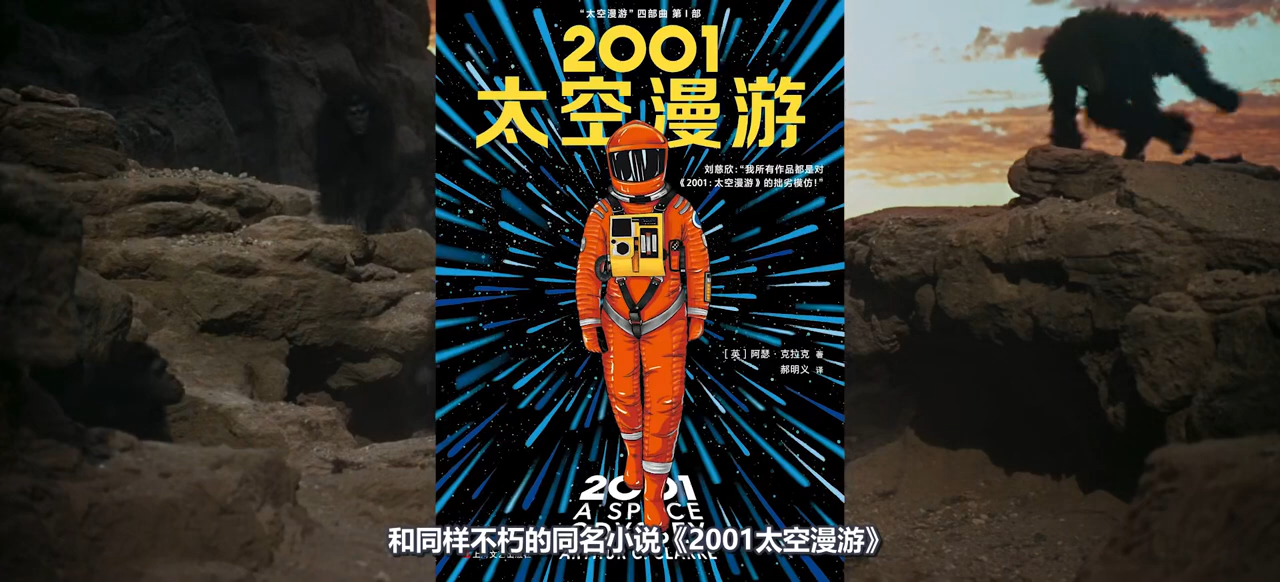 “太空漫游”四部曲 第Ⅰ部
2001
太空漫游
刘慈欣：“我所有作品都是对
《2001：太空漫游》的拙劣模仿！”
[英] 阿瑟·克拉克 著
郝明义 译
2001
A SPACE
和同样不朽的同名小说《2001太空漫游》